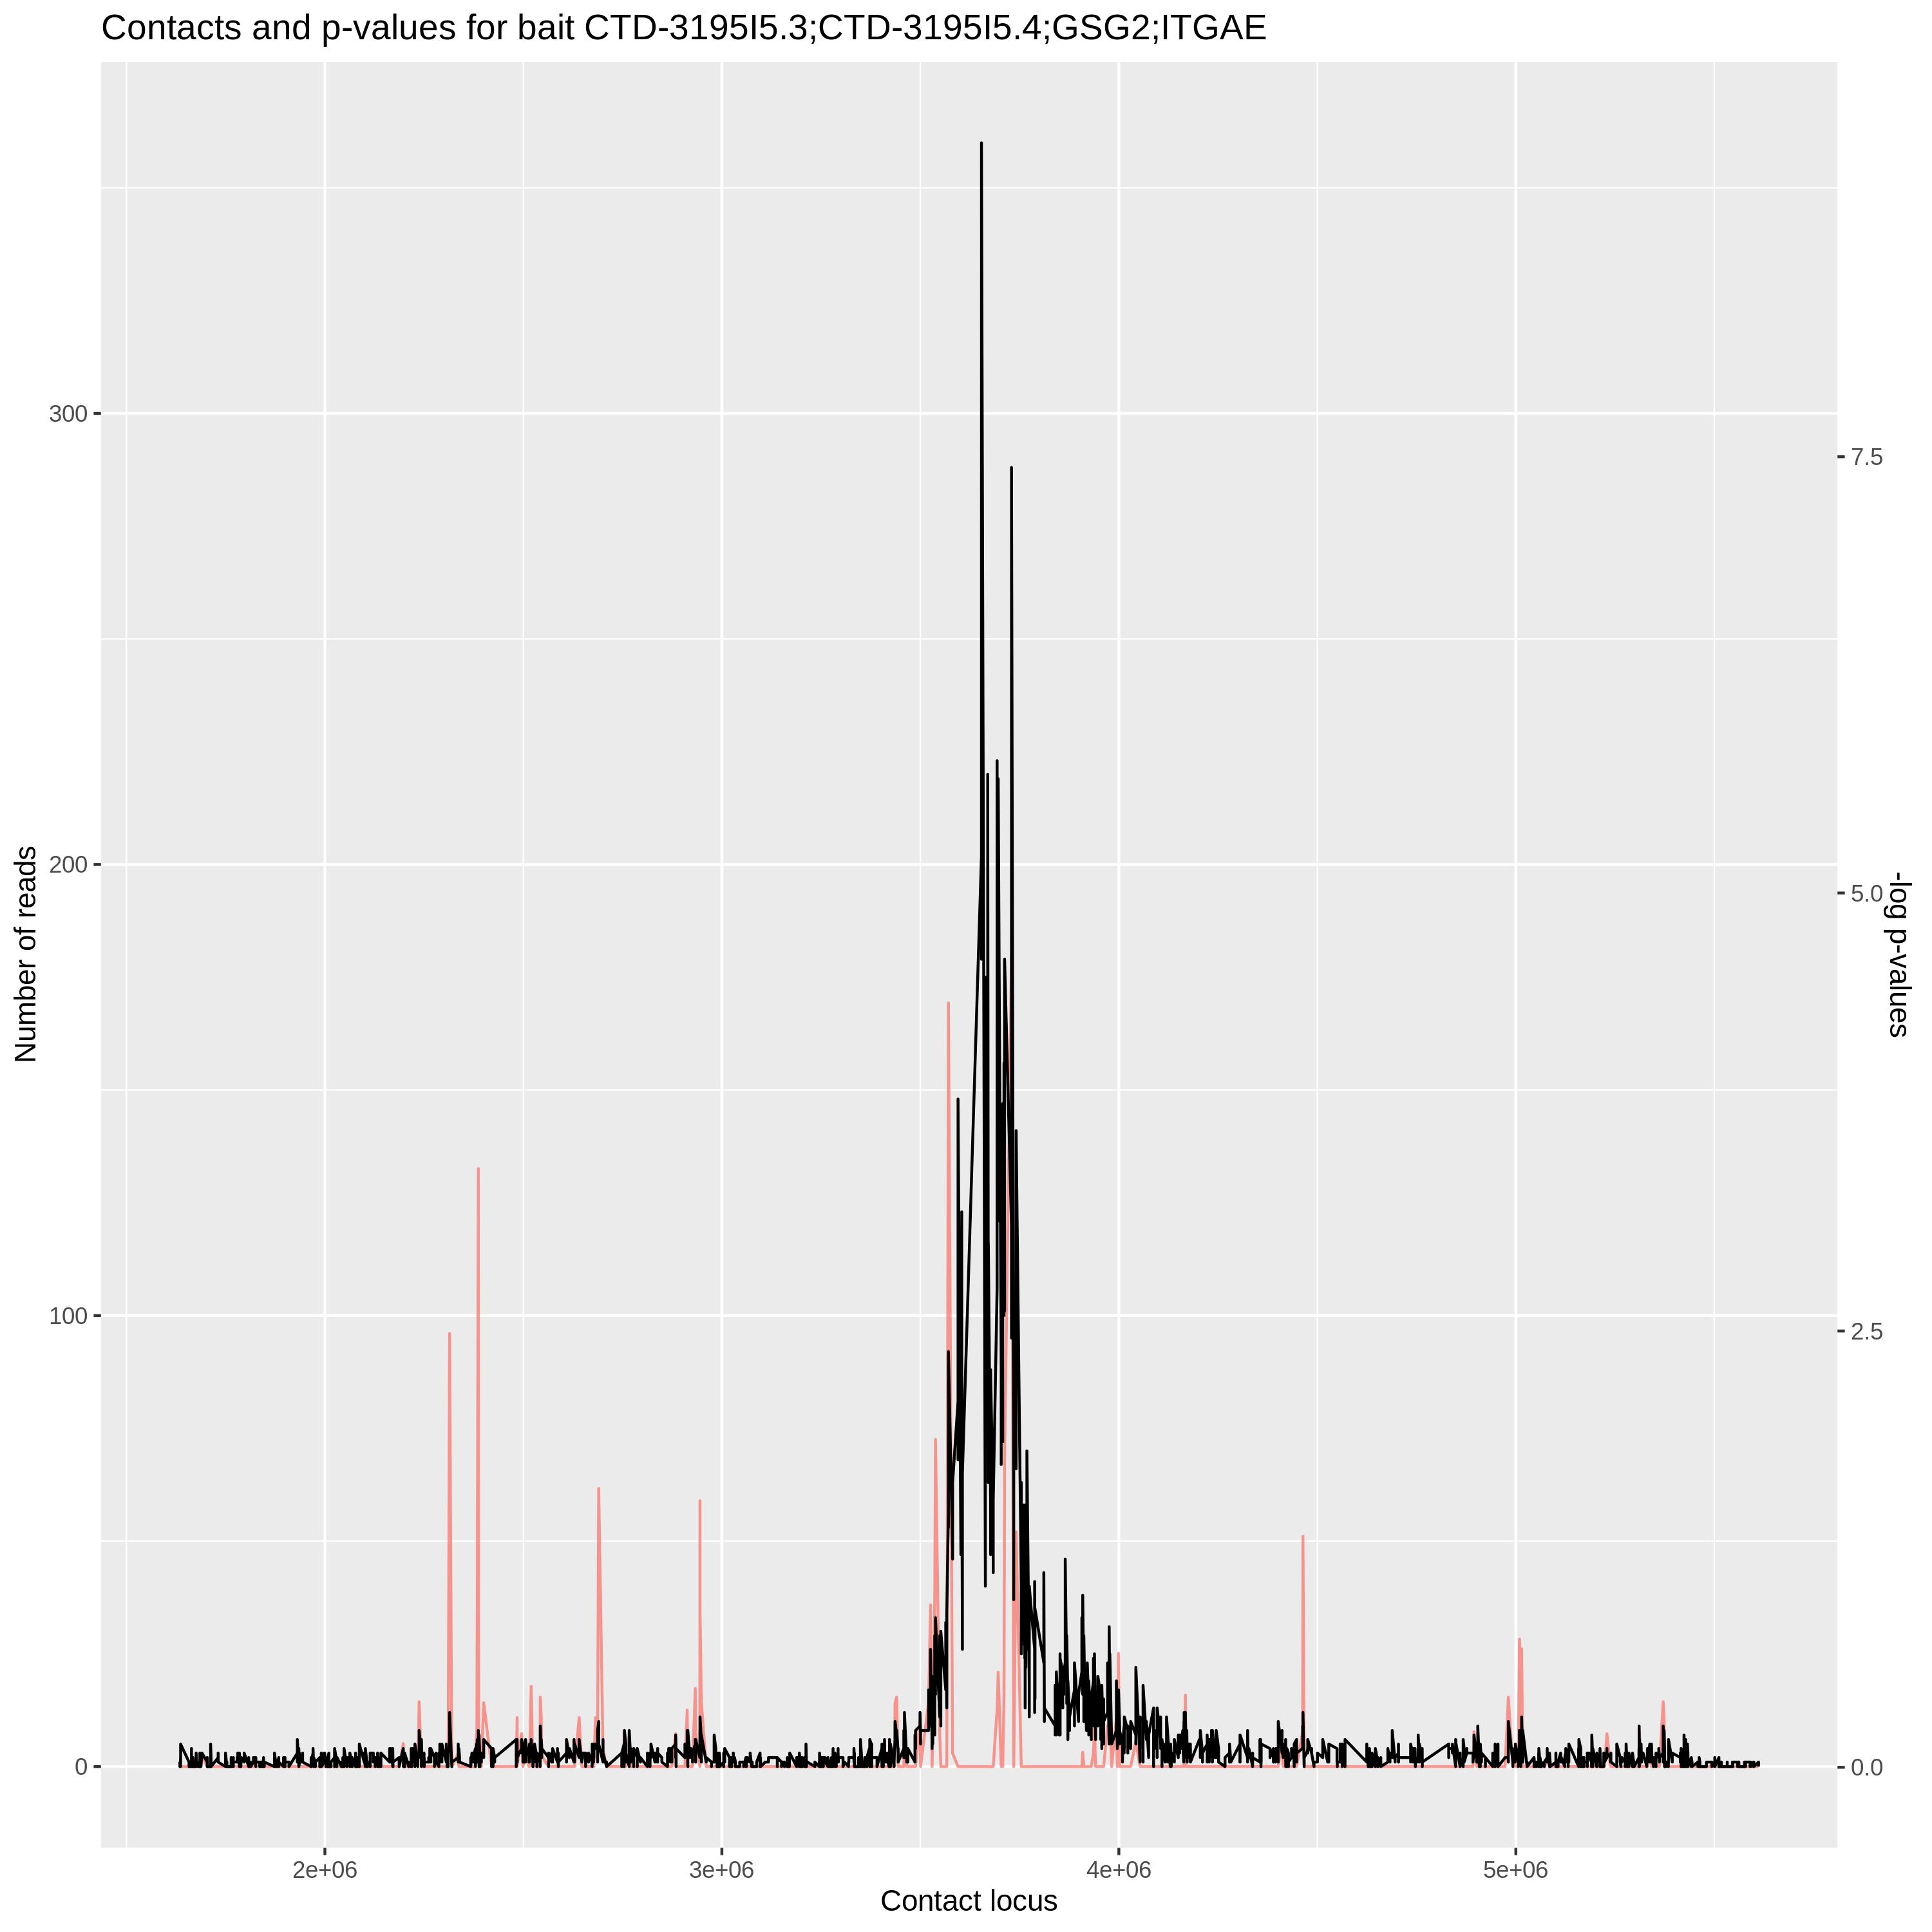 Contacts and p-values for bait CTD-3195I5.3;CTD-3195I5.4;GSG2;ITGAE
Number of reads
300
200
100
0
7.5
5.0
2.5
0.0
-log p-values
2e+06
3e+06
4e+06
5e+06
Contact locus